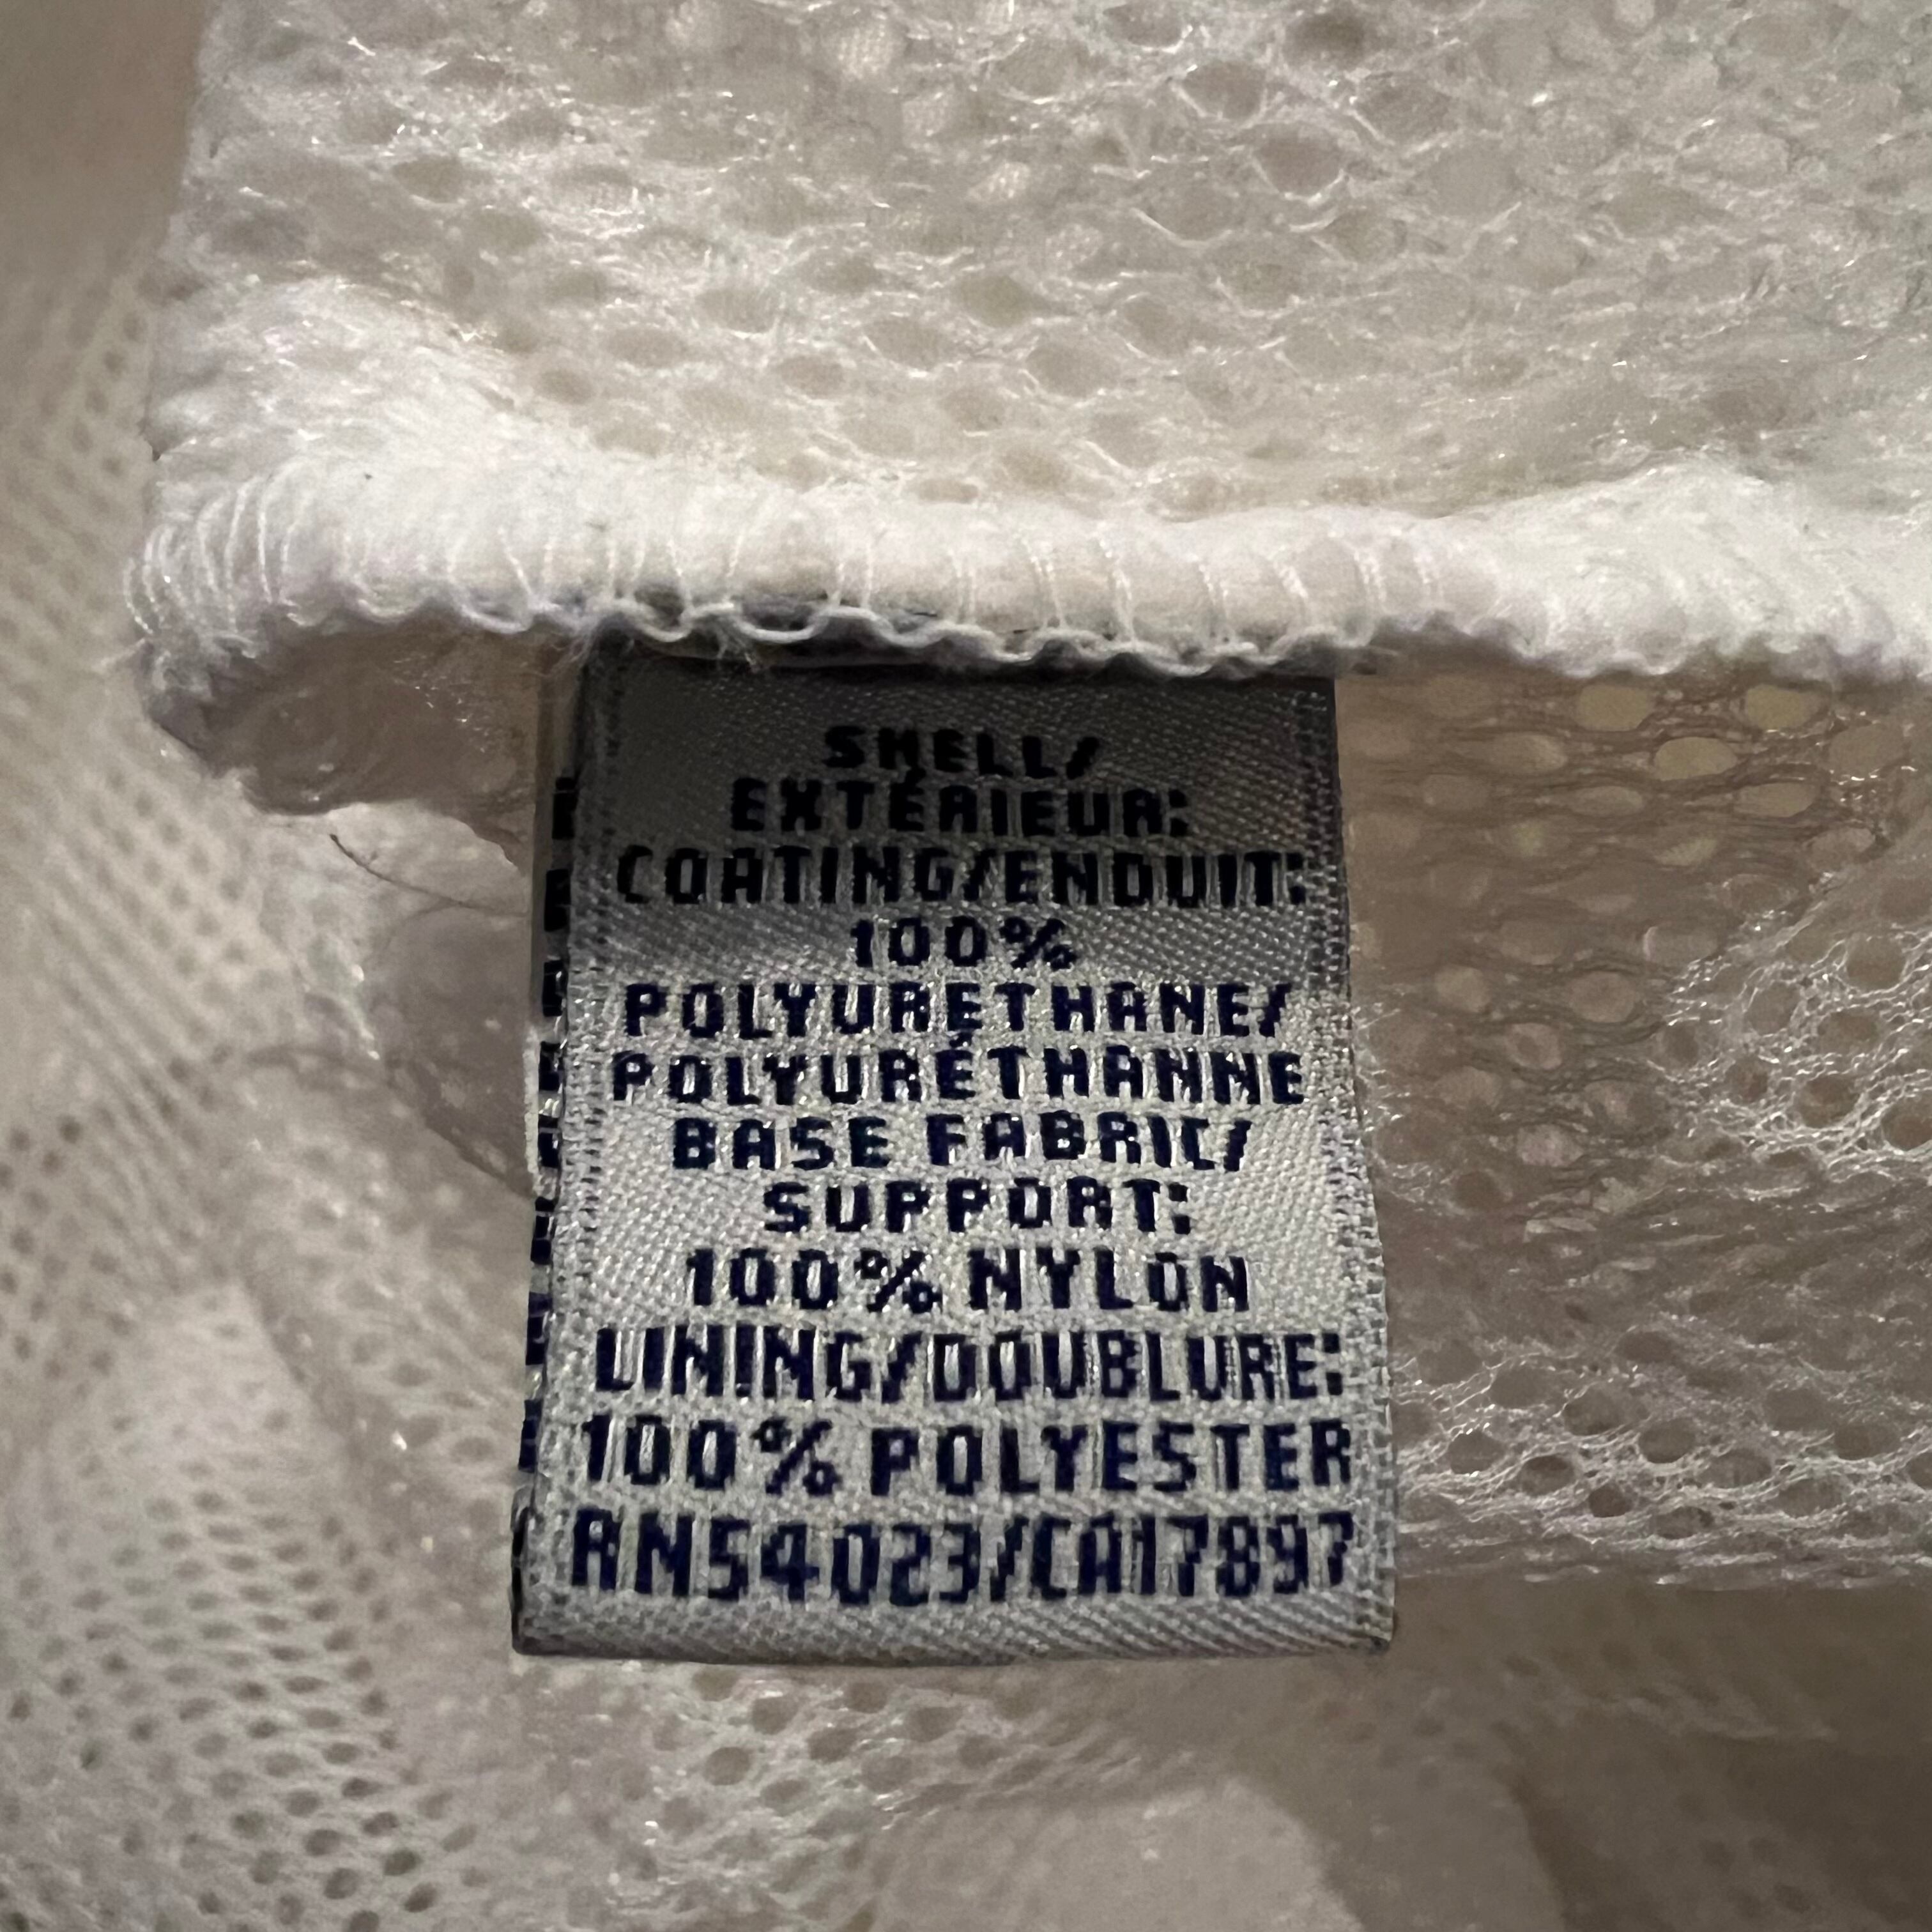 SHELL/
EXTÉRIEUR:
COATING/ENDUIT:
100%
POLYURETHANE/
POLYURÉTHANNE
BASE FABRIC/
SUPPORT:
100% NYLON
LINING/DOUBLURE:
100% POLYESTER
RN54023/CA17897